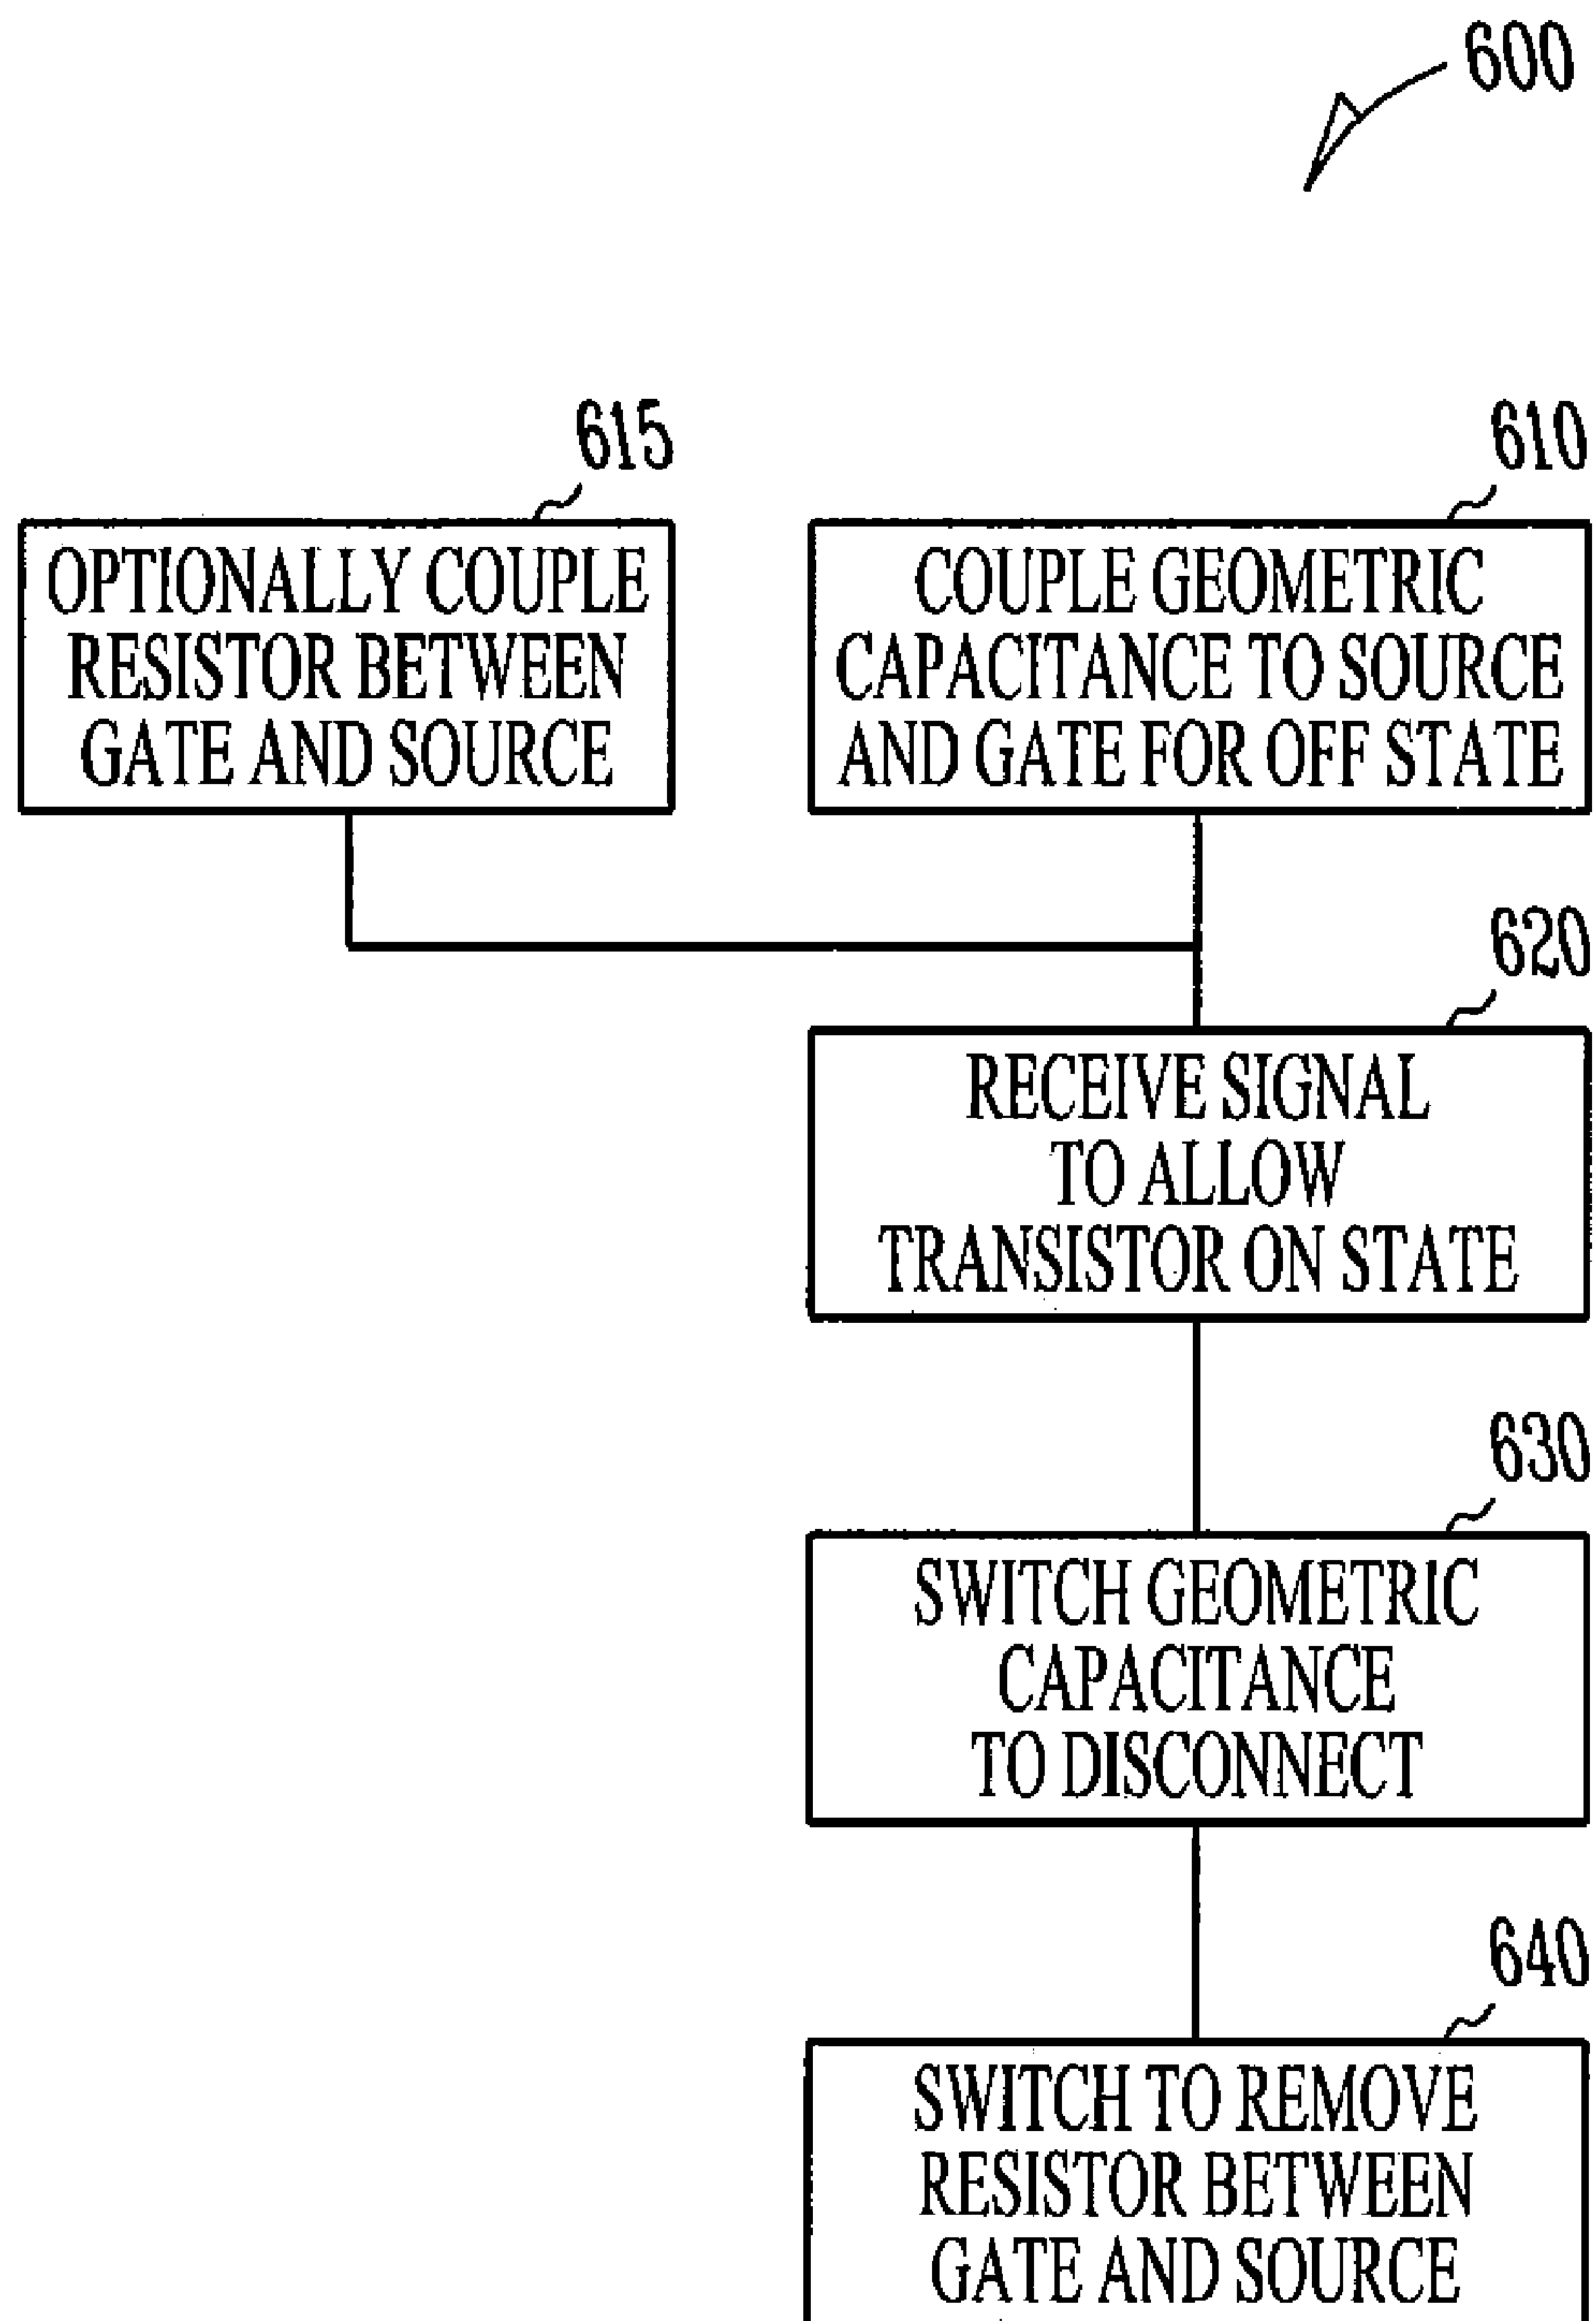 600
615
OPTIONALLY COUPLE
RESISTOR BETWEEN
GATE AND SOURCE
610
COUPLE GEOMETRIC
CAPACITANCE TO SOURCE
AND GATE FOR OFF STATE
620
RECEIVE SIGNAL
TO ALLOW
TRANSISTOR ON STATE
630
SWITCH GEOMETRIC
CAPACITANCE
TO DISCONNECT
640
SWITCH TO REMOVE
RESISTOR BETWEEN
GATE AND SOURCE